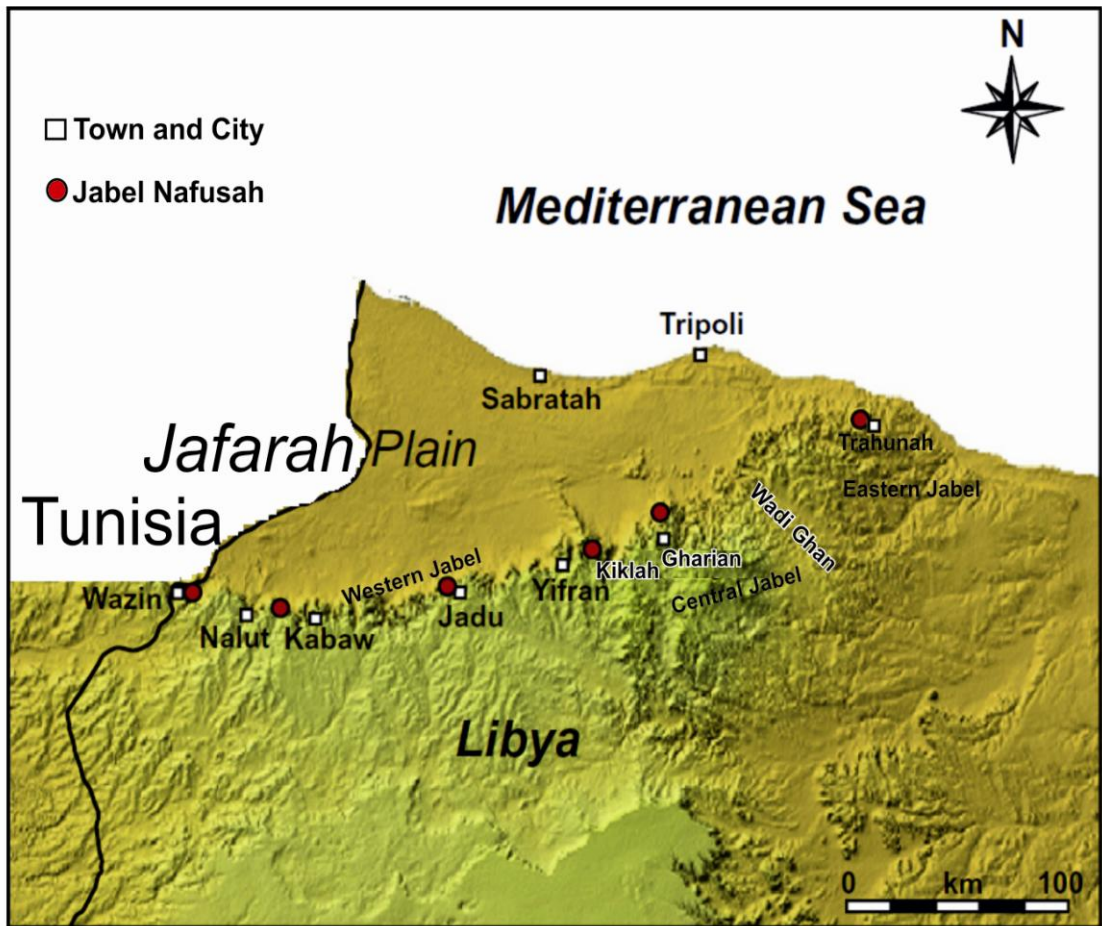 N
Town and City
Jabel Nafusah
Mediterranean Sea
Tripoli
Sabratah
Trahunah
Jafarah Plain
Eastern Jabel
Tunisia
Wadi Ghan
Gharian
Kiklah
Western Jabel
Yifran
Central Jabel
Wazin
Jadu
Nalut
Kabaw
Libya
0 km 100